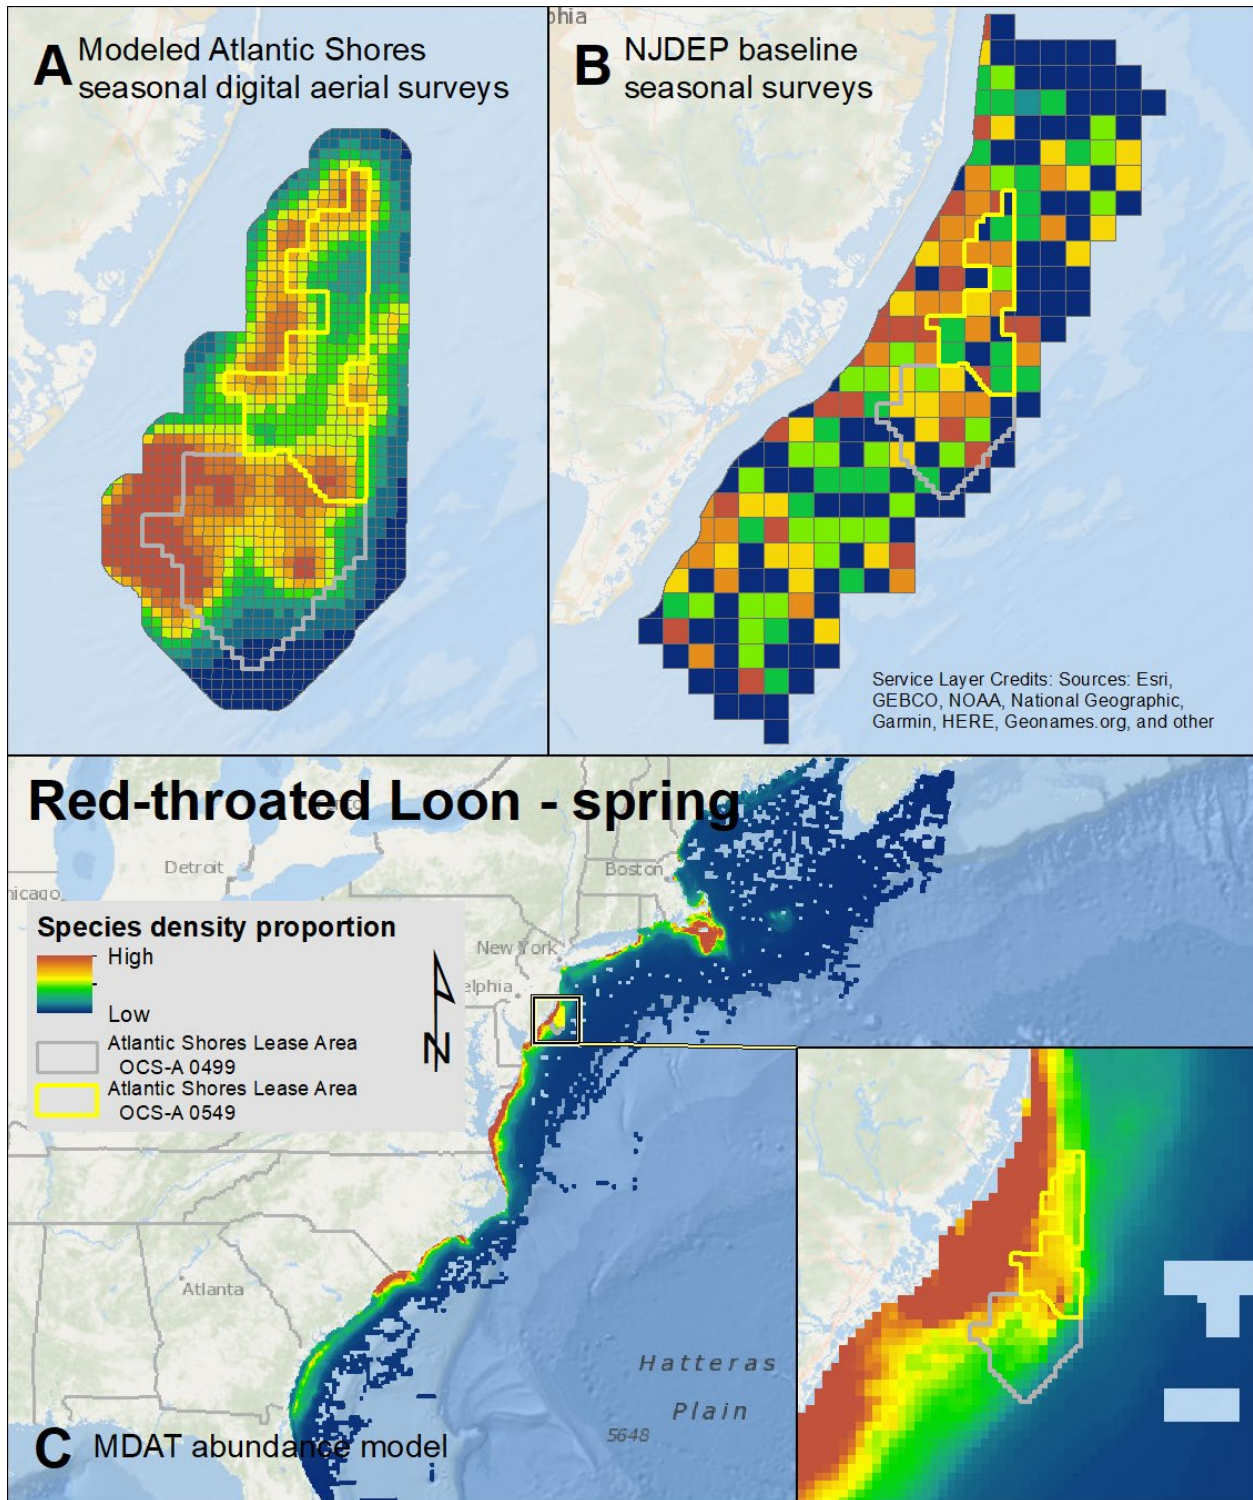 phia
A Modeled Atlantic Shores
seasonal digital aerial surveys
B NJDEP baseline
seasonal surveys
Service Layer Credits: Sources: Esri,
GEBCO, NOAA, National Geographic,
Garmin, HERE, Geonames.org, and other
Red-throated Loon - spring
Detroit
Boston
hicago
Species density proportion
High
Low
Atlantic Shores Lease Area
OCS-A 0499
Atlantic Shores Lease Area
OCS-A 0549
N
New York
elphia
Atlanta
Hatteras
Plain
5648
C MDAT abundance model